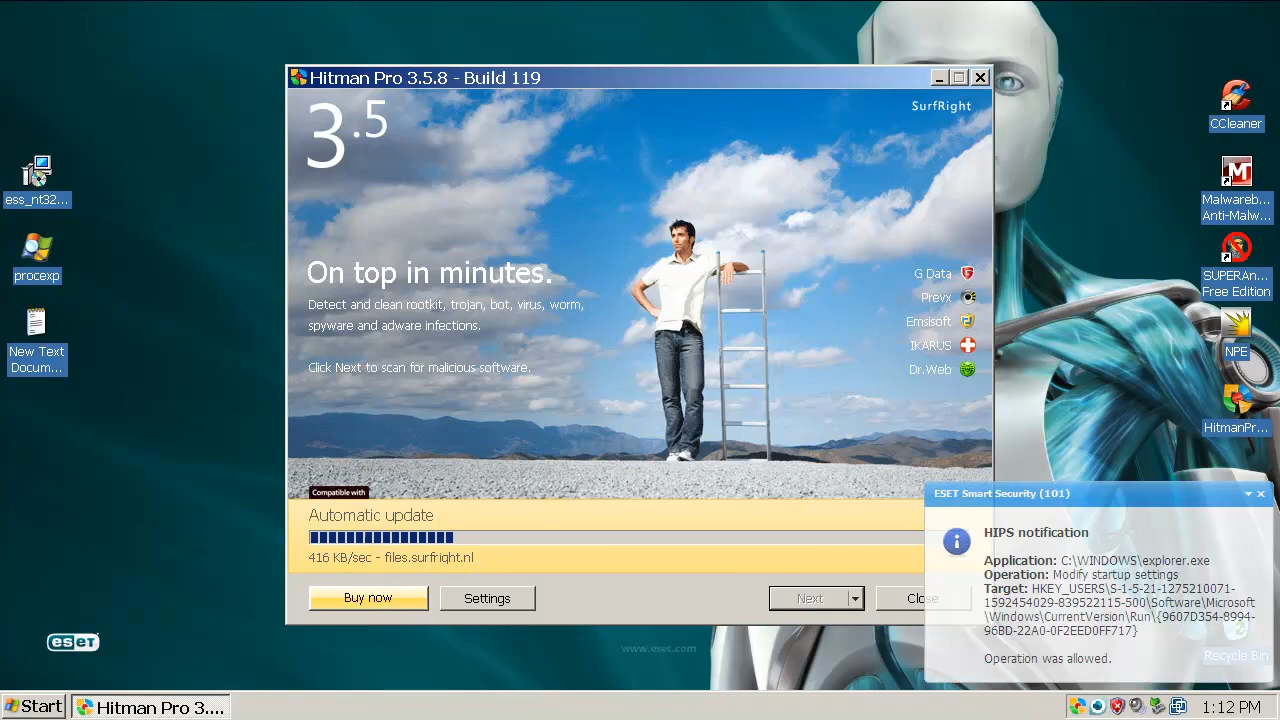 Hitman Pro 3.5.8 - Build 119
3.5
SurfRight
On top in minutes.
Detect and clean rootkit, trojan, bot, virus, worm,
spyware and adware infections.
Click Next to scan for malicious software.
G Data
Prevx
Emsisoft
IKARUS
Dr.Web
Compatible with
Automatic update
416 KB/sec - files.surfright.nl
Buy now
Settings
Next
Close
ess_nt32...
procexp
New Text
Docum...
eset
www.eset.com
CCleaner
Malwareb...
Anti-Malw...
SUPERAn...
Free Edition
NPE
HitmanPr...
ESET Smart Security (101)
HIPS notification
Application: C:\WINDOWS\explorer.exe
Operation: Modify startup settings
Target: HKEY_USERS\S-1-5-21-1275210071-
1592454029-839522115-500\Software\Microsoft
\Windows\CurrentVersion\Run\{9607D354-8994-
96BD-22A0-0F2EED0FF717}
Operation was allowed.
Recycle Bin
Start
Hitman Pro 3....
1:12 PM